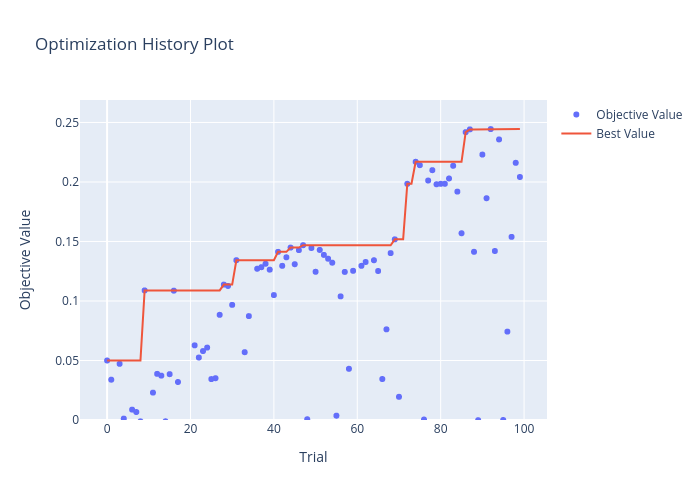 Optimization History Plot
Objective Value
Best Value
0.25
0.2
0.15
0.1
0.05
0
Objective Value
0
20
40
60
80
100
Trial